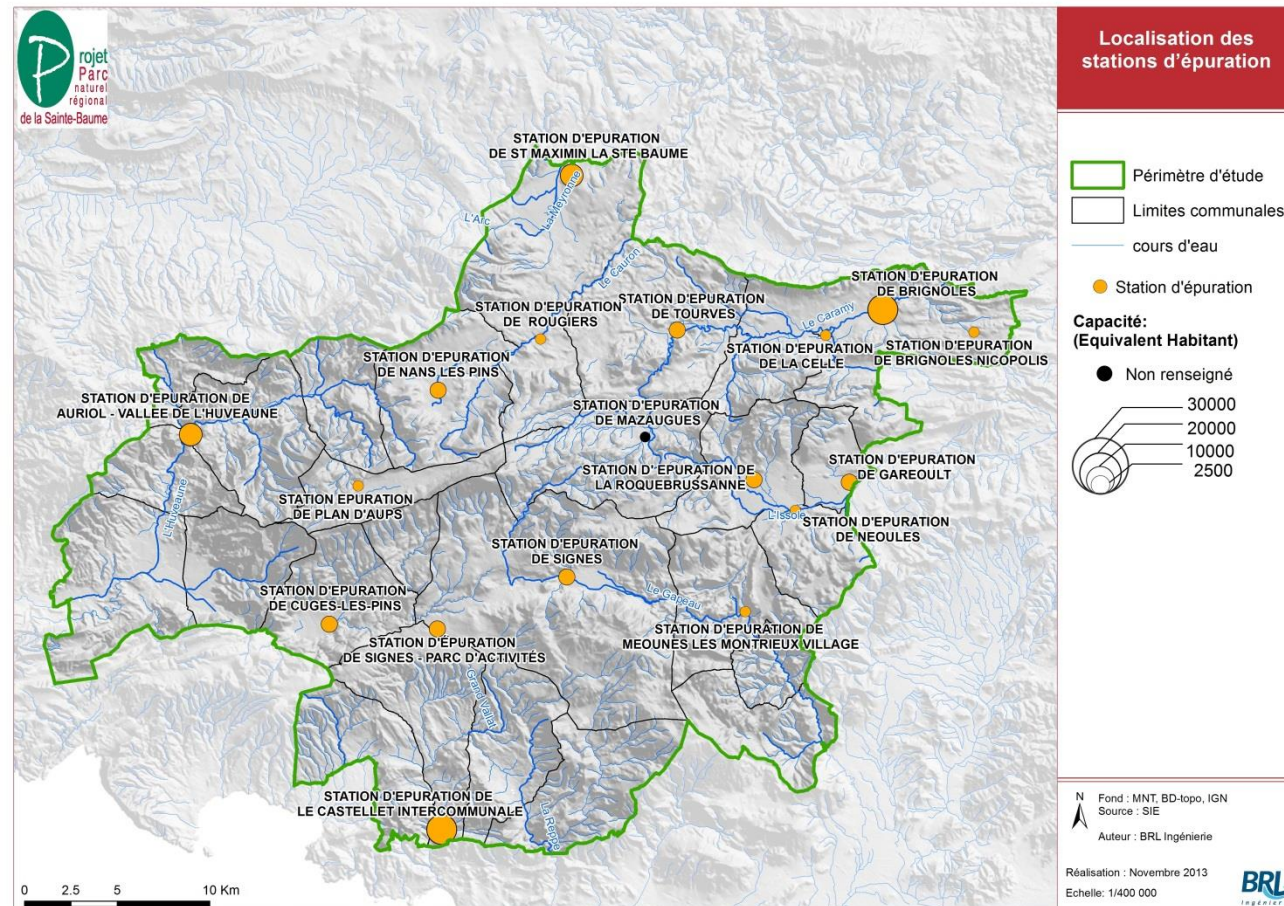 Projet
Parc
naturel
régional
de la Sainte-Baume
Localisation des
stations d'épuration
Périmètre d'étude
Limites communales
cours d'eau
Station d'épuration
Capacité:
(Equivalent Habitant)
Non renseigné
30000
20000
10000
2500
STATION D'EPURATION
DE ST MAXIMIN LA STE BAUME
La Meyronne
L'Arc
Le Cauron
STATION D'EPURATION
DE BRIGNOLES
STATION D'EPURATION
DE TOURVES
STATION D'EPURATION
DE ROUGIERS
Le Caramy
STATION D'EPURATION
DE LA CELLE
STATION D'EPURATION
DE BRIGNOLES NICOPOLIS
STATION D'EPURATION
DE NANS LES PINS
STATION D'EPURATION DE
AURIOL - VALLEE DE L'HUVEAUNE
STATION D'EPURATION
DE MAZAUGUES
STATION D' EPURATION DE
LA ROQUEBRUSSANNE
STATION D'EPURATION
DE GAREOULT
STATION EPURATION
DE PLAN D'AUPS
L'Huveaune
L'Issole
STATION D'EPURATION
DE NEOULES
STATION D'EPURATION
DE SIGNES
Le Gapeau
STATION D'EPURATION
DE CUGES-LES-PINS
STATION D'ÉPURATION
DE SIGNES - PARC D'ACTIVITÉS
STATION D'EPURATION DE
MEOUNES LES MONTRIEUX VILLAGE
Grand Vallat
STATION D'EPURATION DE
LE CASTELLET INTERCOMMUNALE
La Reppe
0 2.5 5 10 Km
N
Fond : MNT, BD-topo, IGN
Source : SIE
Auteur : BRL Ingénierie
Réalisation : Novembre 2013
Echelle: 1/400 000
BRL